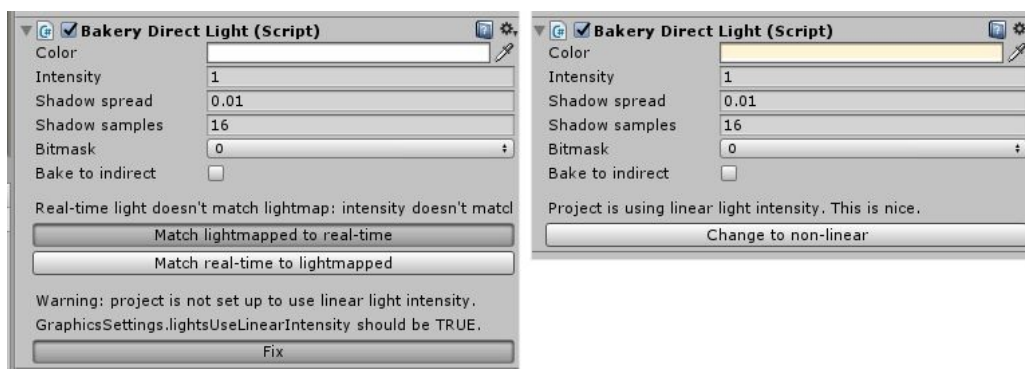 Bakery Direct Light (Script)
Color
Intensity 1
Shadow spread 0.01
Shadow samples 16
Bitmask 0
Bake to indirect
Real-time light doesn't match lightmap: intensity doesn't matcl
Match lightmapped to real-time
Match real-time to lightmapped
Warning: project is not set up to use linear light intensity.
GraphicsSettings.lightsUseLinearIntensity should be TRUE.
Fix
Bakery Direct Light (Script)
Color
Intensity 1
Shadow spread 0.01
Shadow samples 16
Bitmask 0
Bake to indirect
Project is using linear light intensity. This is nice.
Change to non-linear